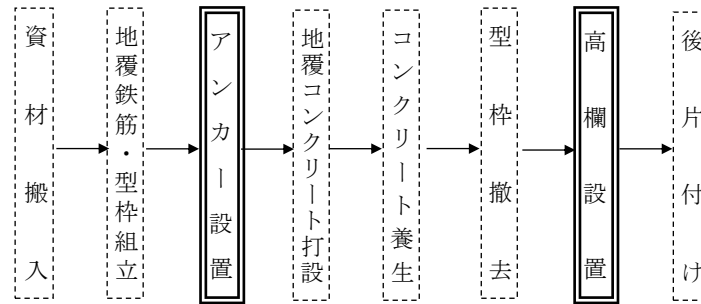 資材搬入
地覆鉄筋・型枠組立
アンカー設置
地覆コンクリート打設
コンクリート養生
型枠撤去
高欄設置
後片付け